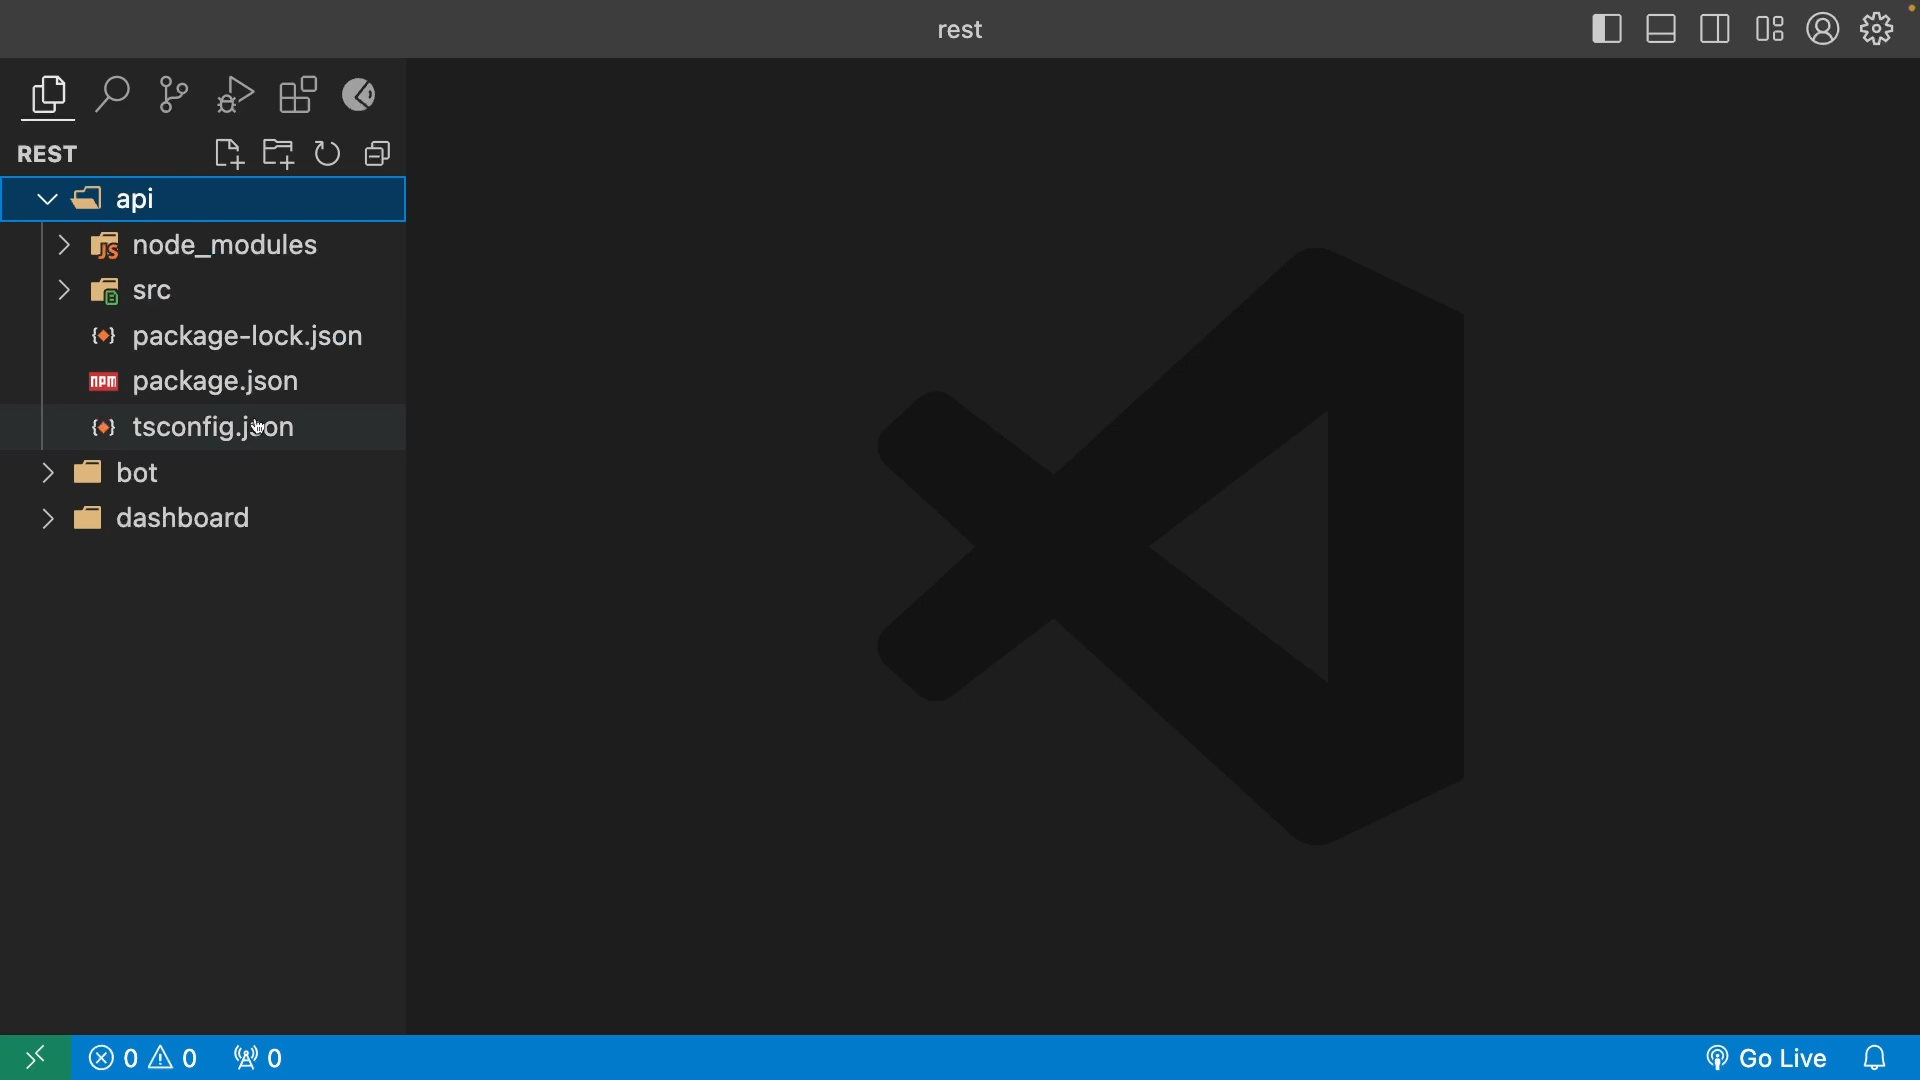 rest
REST
api
node_modules
src
package-lock.json
package.json
tsconfig.json
bot
dashboard
0 0 0 Go Live